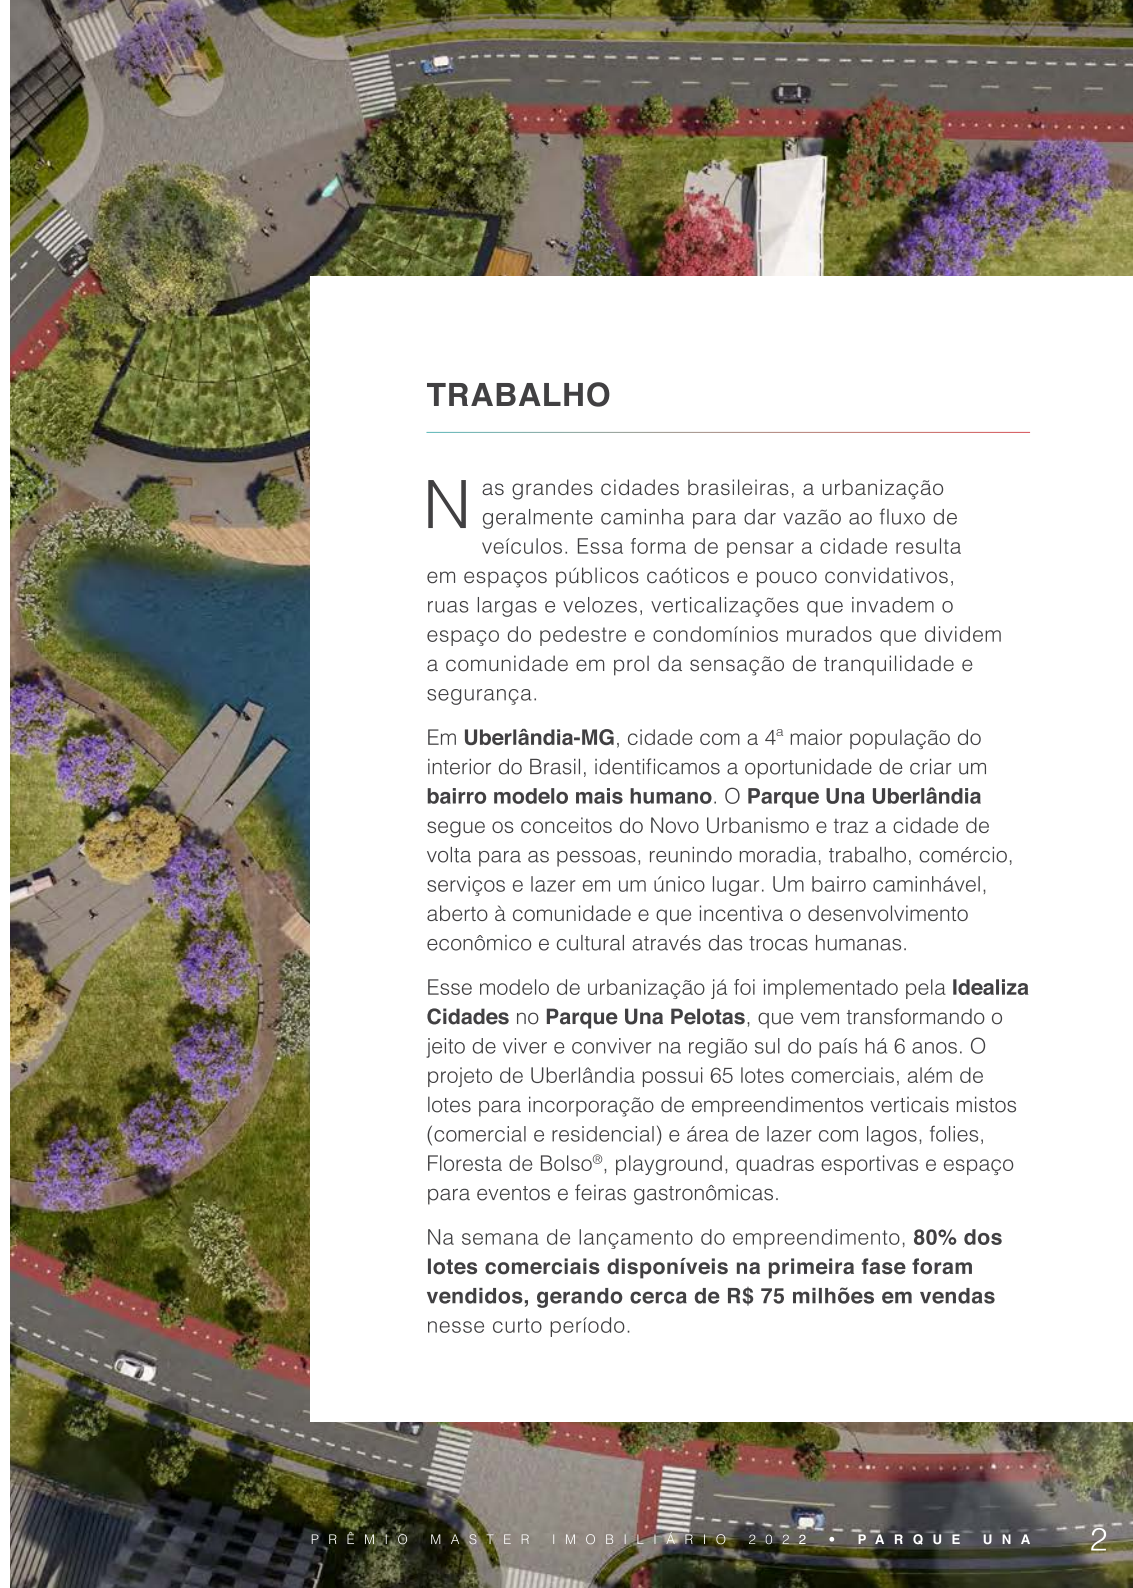 TRABALHO
Nas grandes cidades brasileiras, a urbanização
geralmente caminha para dar vazão ao fluxo de
veículos. Essa forma de pensar a cidade resulta
em espaços públicos caóticos e pouco convidativos,
ruas largas e velozes, verticalizações que invadem o
espaço do pedestre e condomínios murados que dividem
a comunidade em prol da sensação de tranquilidade e
segurança.
Em Uberlândia-MG, cidade com a 4ª maior população do
interior do Brasil, identificamos a oportunidade de criar um
bairro modelo mais humano. O Parque Una Uberlândia
segue os conceitos do Novo Urbanismo e traz a cidade de
volta para as pessoas, reunindo moradia, trabalho, comércio,
serviços e lazer em um único lugar. Um bairro caminhável,
aberto à comunidade e que incentiva o desenvolvimento
econômico e cultural através das trocas humanas.
Esse modelo de urbanização já foi implementado pela Idealiza
Cidades no Parque Una Pelotas, que vem transformando o
jeito de viver e conviver na região sul do país há 6 anos. O
projeto de Uberlândia possui 65 lotes comerciais, além de
lotes para incorporação de empreendimentos verticais mistos
(comercial e residencial) e área de lazer com lagos, folies,
Floresta de Bolso®, playground, quadras esportivas e espaço
para eventos e feiras gastronômicas.
Na semana de lançamento do empreendimento, 80% dos
lotes comerciais disponíveis na primeira fase foram
vendidos, gerando cerca de R$ 75 milhões em vendas
nesse curto período.
PRÊMIO MASTER IMOBILIÁRIO 2022 • PARQUE UNA 2